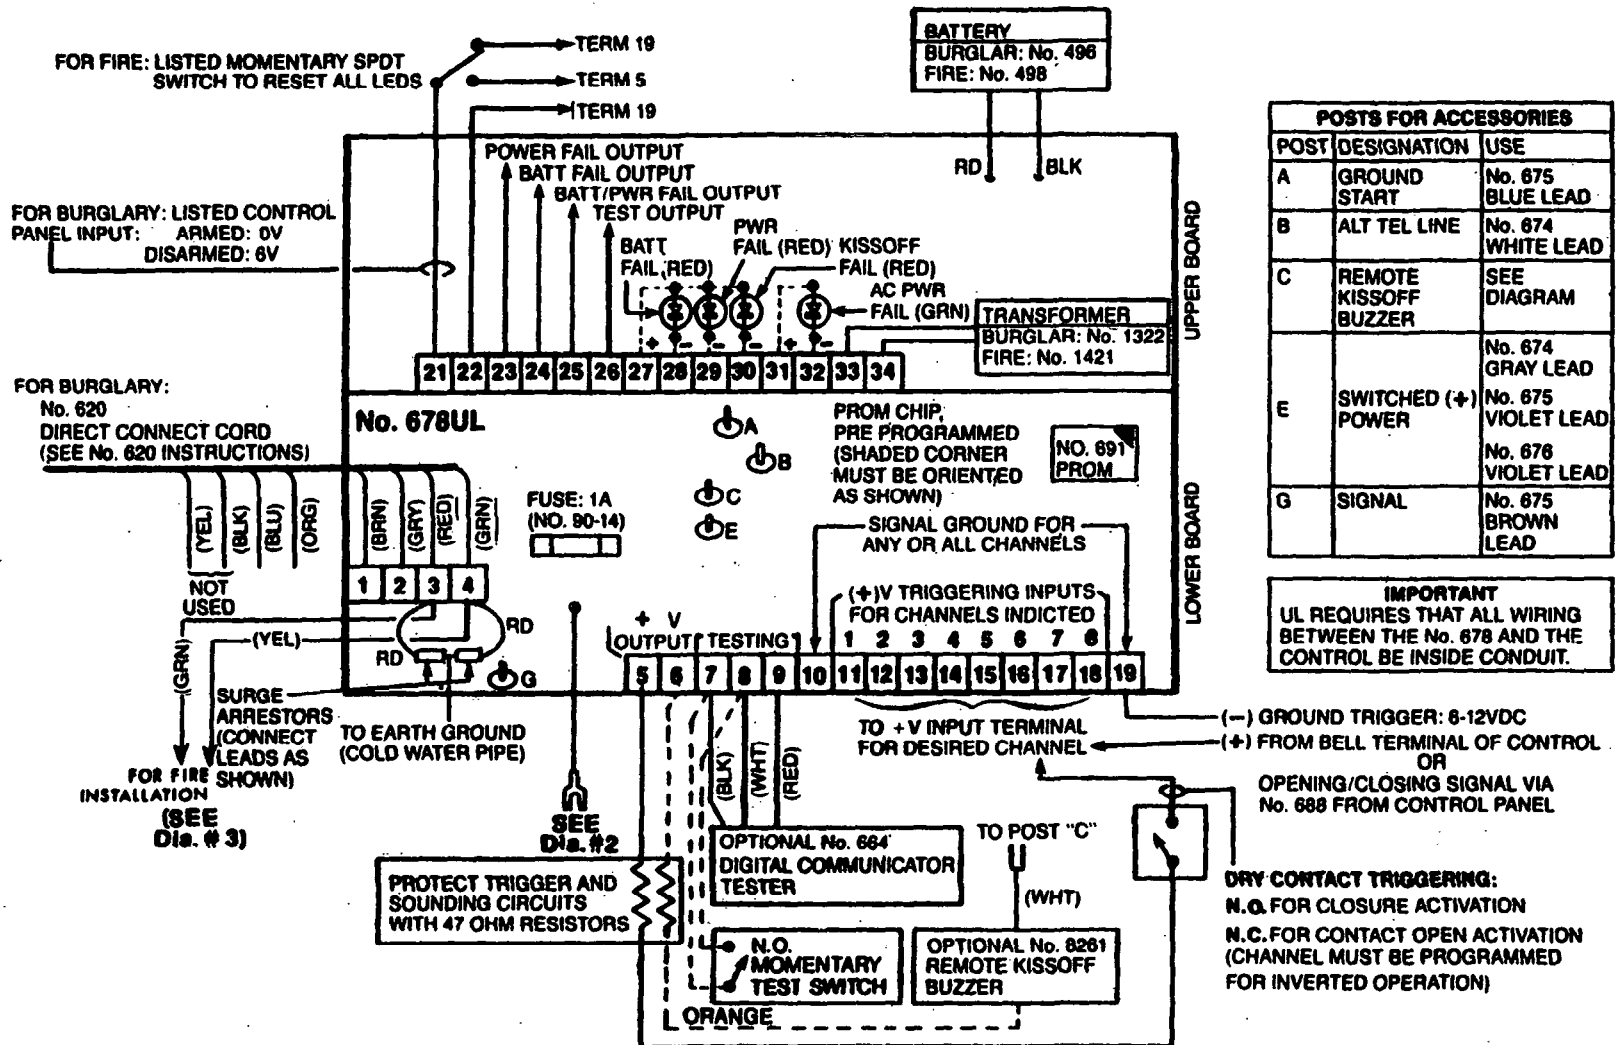 FOR FIRE: LISTED MOMENTARY SPDT
SWITCH TO RESET ALL LEDS
TERM 19
TERM 5
TERM 19
BATTERY
BURGLAR: No. 496
FIRE: No. 498
RD
BLK
POWER FAIL OUTPUT
BATT FAIL OUTPUT
BATT/PWR FAIL OUTPUT
TEST OUTPUT
FOR BURGLARY: LISTED CONTROL
PANEL INPUT: ARMED: 0V
DISARMED: 6V
BATT
FAIL (RED)
PWR
FAIL (RED)
KISSOFF
FAIL (RED)
AC PWR
FAIL (GRN)
+ - - - + -
TRANSFORMER
BURGLAR: No. 1322
FIRE: No. 1421
UPPER BOARD
21 22 23 24 25 26 27 28 29 30 31 32 33 34
POSTS FOR ACCESSORIES
POST DESIGNATION USE
A GROUND START No. 675 BLUE LEAD
B ALT TEL LINE No. 674 WHITE LEAD
C REMOTE KISSOFF BUZZER SEE DIAGRAM
E SWITCHED (+) POWER No. 674 GRAY LEAD
No. 675 VIOLET LEAD
No. 676 VIOLET LEAD
G SIGNAL No. 675 BROWN LEAD
FOR BURGLARY:
No. 620
DIRECT CONNECT CORD
(SEE No. 620 INSTRUCTIONS)
No. 678UL
A
B
C
E
PROM CHIP,
PRE PROGRAMMED
(SHADED CORNER
MUST BE ORIENTED
AS SHOWN)
NO. 691
PROM
FUSE: 1A
(NO. 90-14)
(YEL)
(BLK)
(BLU)
(ORG)
(BRN)
(GRY)
(RED)
(GRN)
NOT
USED
1 2 3 4
SIGNAL GROUND FOR
ANY OR ALL CHANNELS
(+)V TRIGGERING INPUTS
FOR CHANNELS INDICTED
1 2 3 4 5 6 7 8
LOWER BOARD
(GRN)
(YEL)
RD
RD
G
+ V
OUTPUT
TESTING
5 6 7 8 9 10 11 12 13 14 15 16 17 18 19
IMPORTANT
UL REQUIRES THAT ALL WIRING
BETWEEN THE No. 678 AND THE
CONTROL BE INSIDE CONDUIT.
SURGE
ARRESTORS
(CONNECT
LEADS AS
SHOWN)
TO EARTH GROUND
(COLD WATER PIPE)
FOR FIRE
INSTALLATION
(SEE
Dia. # 3)
SEE
Dia. #2
(BLK)
(WHT)
(RED)
TO +V INPUT TERMINAL
FOR DESIRED CHANNEL
(-) GROUND TRIGGER: 6-12VDC
(+) FROM BELL TERMINAL OF CONTROL
OR
OPENING/CLOSING SIGNAL VIA
No. 688 FROM CONTROL PANEL
PROTECT TRIGGER AND
SOUNDING CIRCUITS
WITH 47 OHM RESISTORS
OPTIONAL No. 664
DIGITAL COMMUNICATOR
TESTER
TO POST "C"
(WHT)
N.O.
MOMENTARY
TEST SWITCH
OPTIONAL No. 8261
REMOTE KISSOFF
BUZZER
ORANGE
DRY CONTACT TRIGGERING:
N.O. FOR CLOSURE ACTIVATION
N.C. FOR CONTACT OPEN ACTIVATION
(CHANNEL MUST BE PROGRAMMED
FOR INVERTED OPERATION)